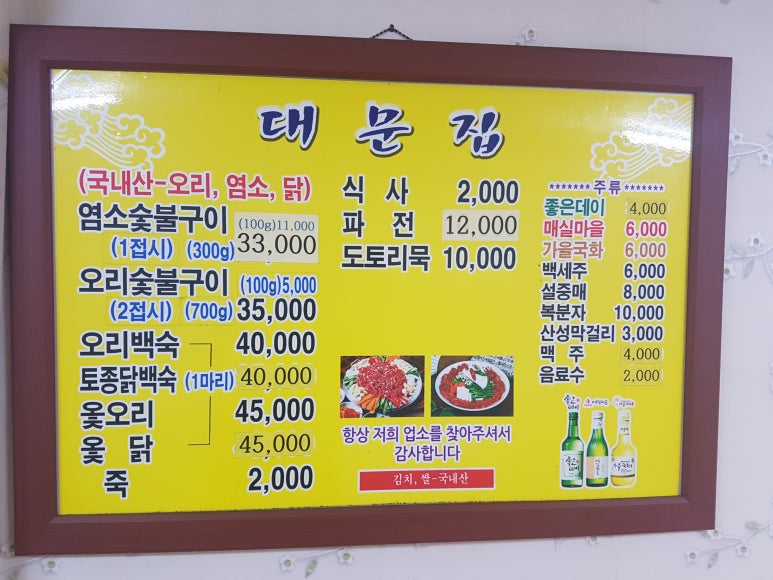 대문집
(국내산-오리, 염소, 닭)
염소숯불구이 (100g)11,000
(1접시) (300g) 33,000
오리숯불구이 (100g)5,000
(2접시) (700g) 35,000
오리백숙 40,000
토종닭백숙 (1마리) 40,000
옻오리 45,000
옻 닭 45,000
죽 2,000
식 사 2,000
파 전 12,000
도토리묵 10,000
항상 저희 업소를 찾아주셔서
감사합니다
김치, 쌀-국내산
******* 주류 *******
좋은데이 4,000
매실마을 6,000
가을국화 6,000
백세주 6,000
설중매 8,000
복분자 10,000
산성막걸리 3,000
맥 주 4,000
음료수 2,000